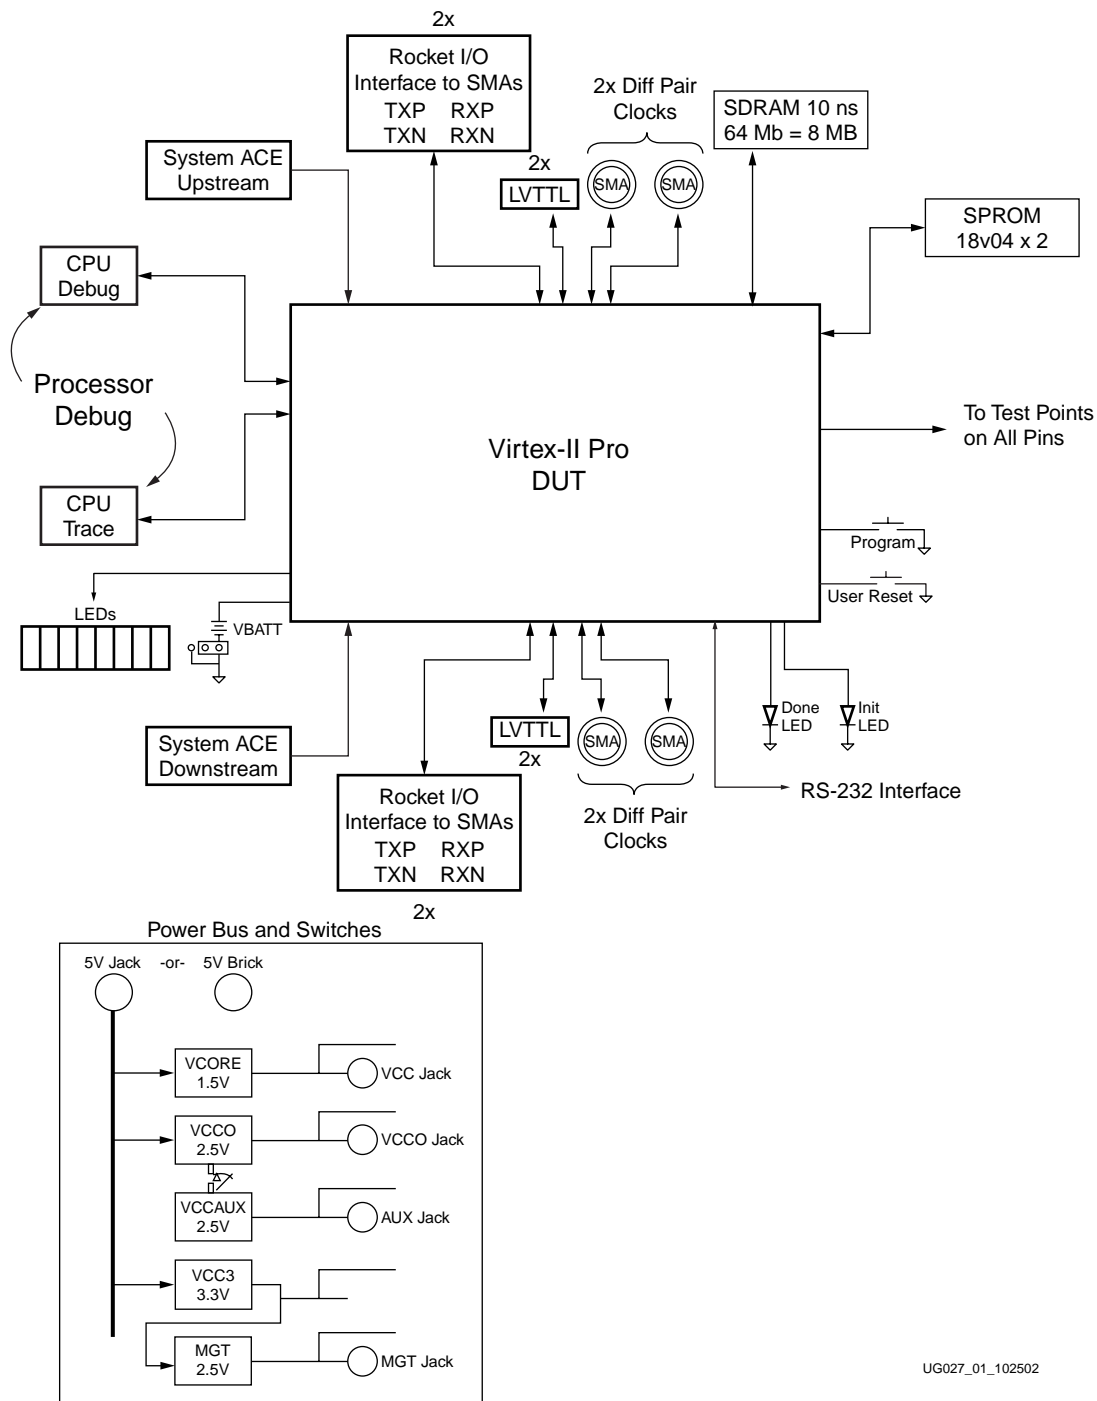 2x
Rocket I/O
Interface to SMAs
TXP RXP
TXN RXN
2x Diff Pair
Clocks
SDRAM 10 ns
64 Mb = 8 MB
System ACE
Upstream
2x
LVTTL
SMA
SMA
SPROM
18v04 x 2
CPU
Debug
Processor
Debug
CPU
Trace
Virtex-II Pro
DUT
To Test Points
on All Pins
Program
User Reset
LEDs
VBATT
System ACE
Downstream
LVTTL
2x
SMA
SMA
2x Diff Pair
Clocks
Done
LED
Init
LED
RS-232 Interface
Rocket I/O
Interface to SMAs
TXP RXP
TXN RXN
2x
Power Bus and Switches
5V Jack -or- 5V Brick
VCORE
1.5V
VCC Jack
VCCO
2.5V
VCCO Jack
VCCAUX
2.5V
AUX Jack
VCC3
3.3V
MGT
2.5V
MGT Jack
UG027_01_102502